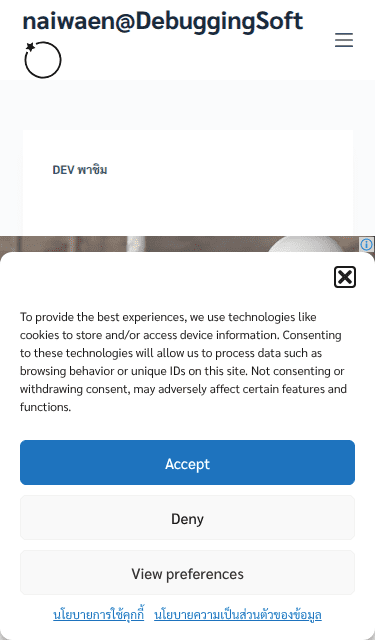 naiwaen@DebuggingSoft
DEV พาชิม
To provide the best experiences, we use technologies like
cookies to store and/or access device information. Consenting
to these technologies will allow us to process data such as
browsing behavior or unique IDs on this site. Not consenting or
withdrawing consent, may adversely affect certain features and
functions.
Accept
Deny
View preferences
นโยบายการใช้คุกกี้ นโยบายความเป็นส่วนตัวของข้อมูล